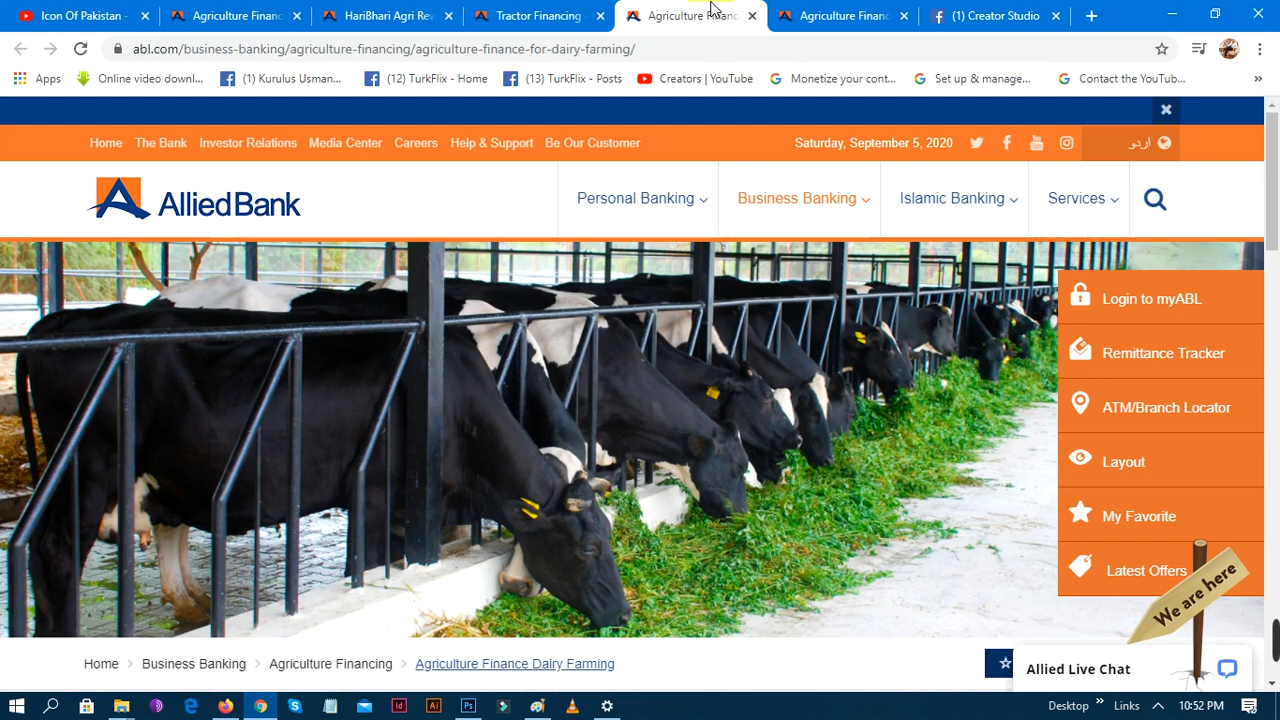 Icon Of Pakistan -
Agriculture Financ
HariBhari Agri Rev
Tractor Financing
Agriculture Financ
Agriculture Financ
(1) Creator Studio
abl.com/business-banking/agriculture-financing/agriculture-finance-for-dairy-farming/
Apps
Online video downl...
(1) Kurulus Usman...
(12) TurkFlix - Home
(13) TurkFlix - Posts
Creators | YouTube
Monetize your cont...
Set up & manage...
Contact the YouTub...
Home The Bank Investor Relations Media Center Careers Help & Support Be Our Customer
Saturday, September 5, 2020
اردو
Allied Bank
Personal Banking
Business Banking
Islamic Banking
Services
Login to myABL
Remittance Tracker
ATM/Branch Locator
Layout
My Favorite
Latest Offers
We are here
Home > Business Banking > Agriculture Financing > Agriculture Finance Dairy Farming
Allied Live Chat
Desktop
Links
10:52 PM